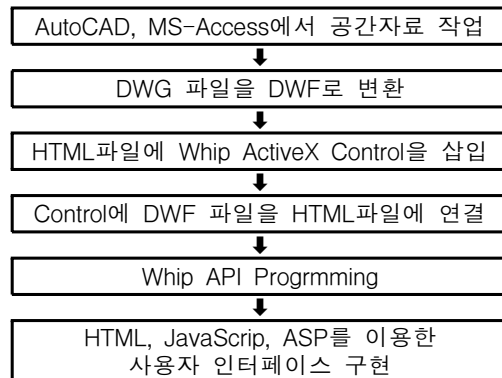 AutoCAD, MS-Access에서 공간자료 작업
DWG 파일을 DWF로 변환
HTML파일에 Whip ActiveX Control을 삽입
Control에 DWF 파일을 HTML파일에 연결
Whip API Progrmming
HTML, JavaScrip, ASP를 이용한
사용자 인터페이스 구현